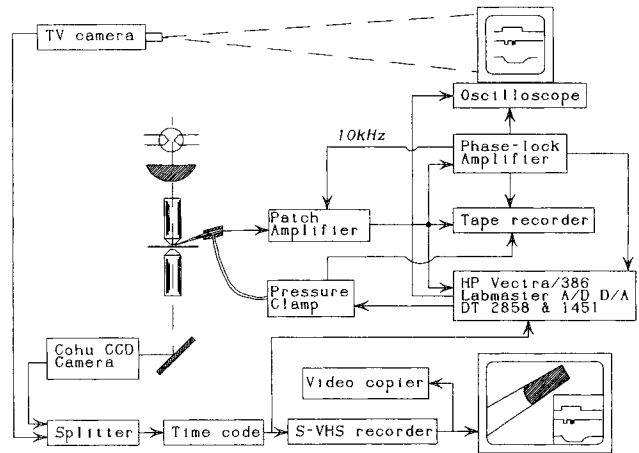 TV camera
Oscilloscope
10kHz
Phase-lock
Amplifier
Patch
Amplifier
Tape recorder
Pressure
Clamp
HP Vectra/386
Labmaster A/D D/A
DT 2858 & 1451
Cohu CCD
Camera
Video copier
Splitter
Time code
S-VHS recorder